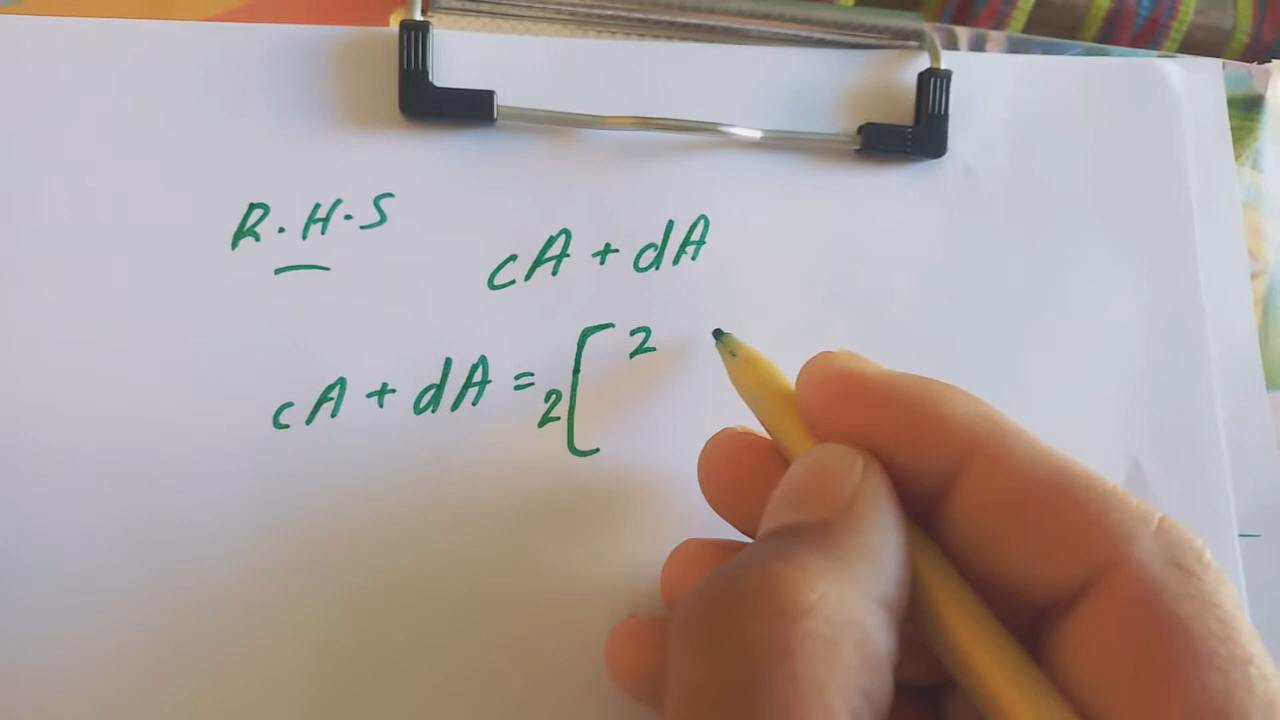 R.H.S
cA + dA
cA + dA = 2[ 2